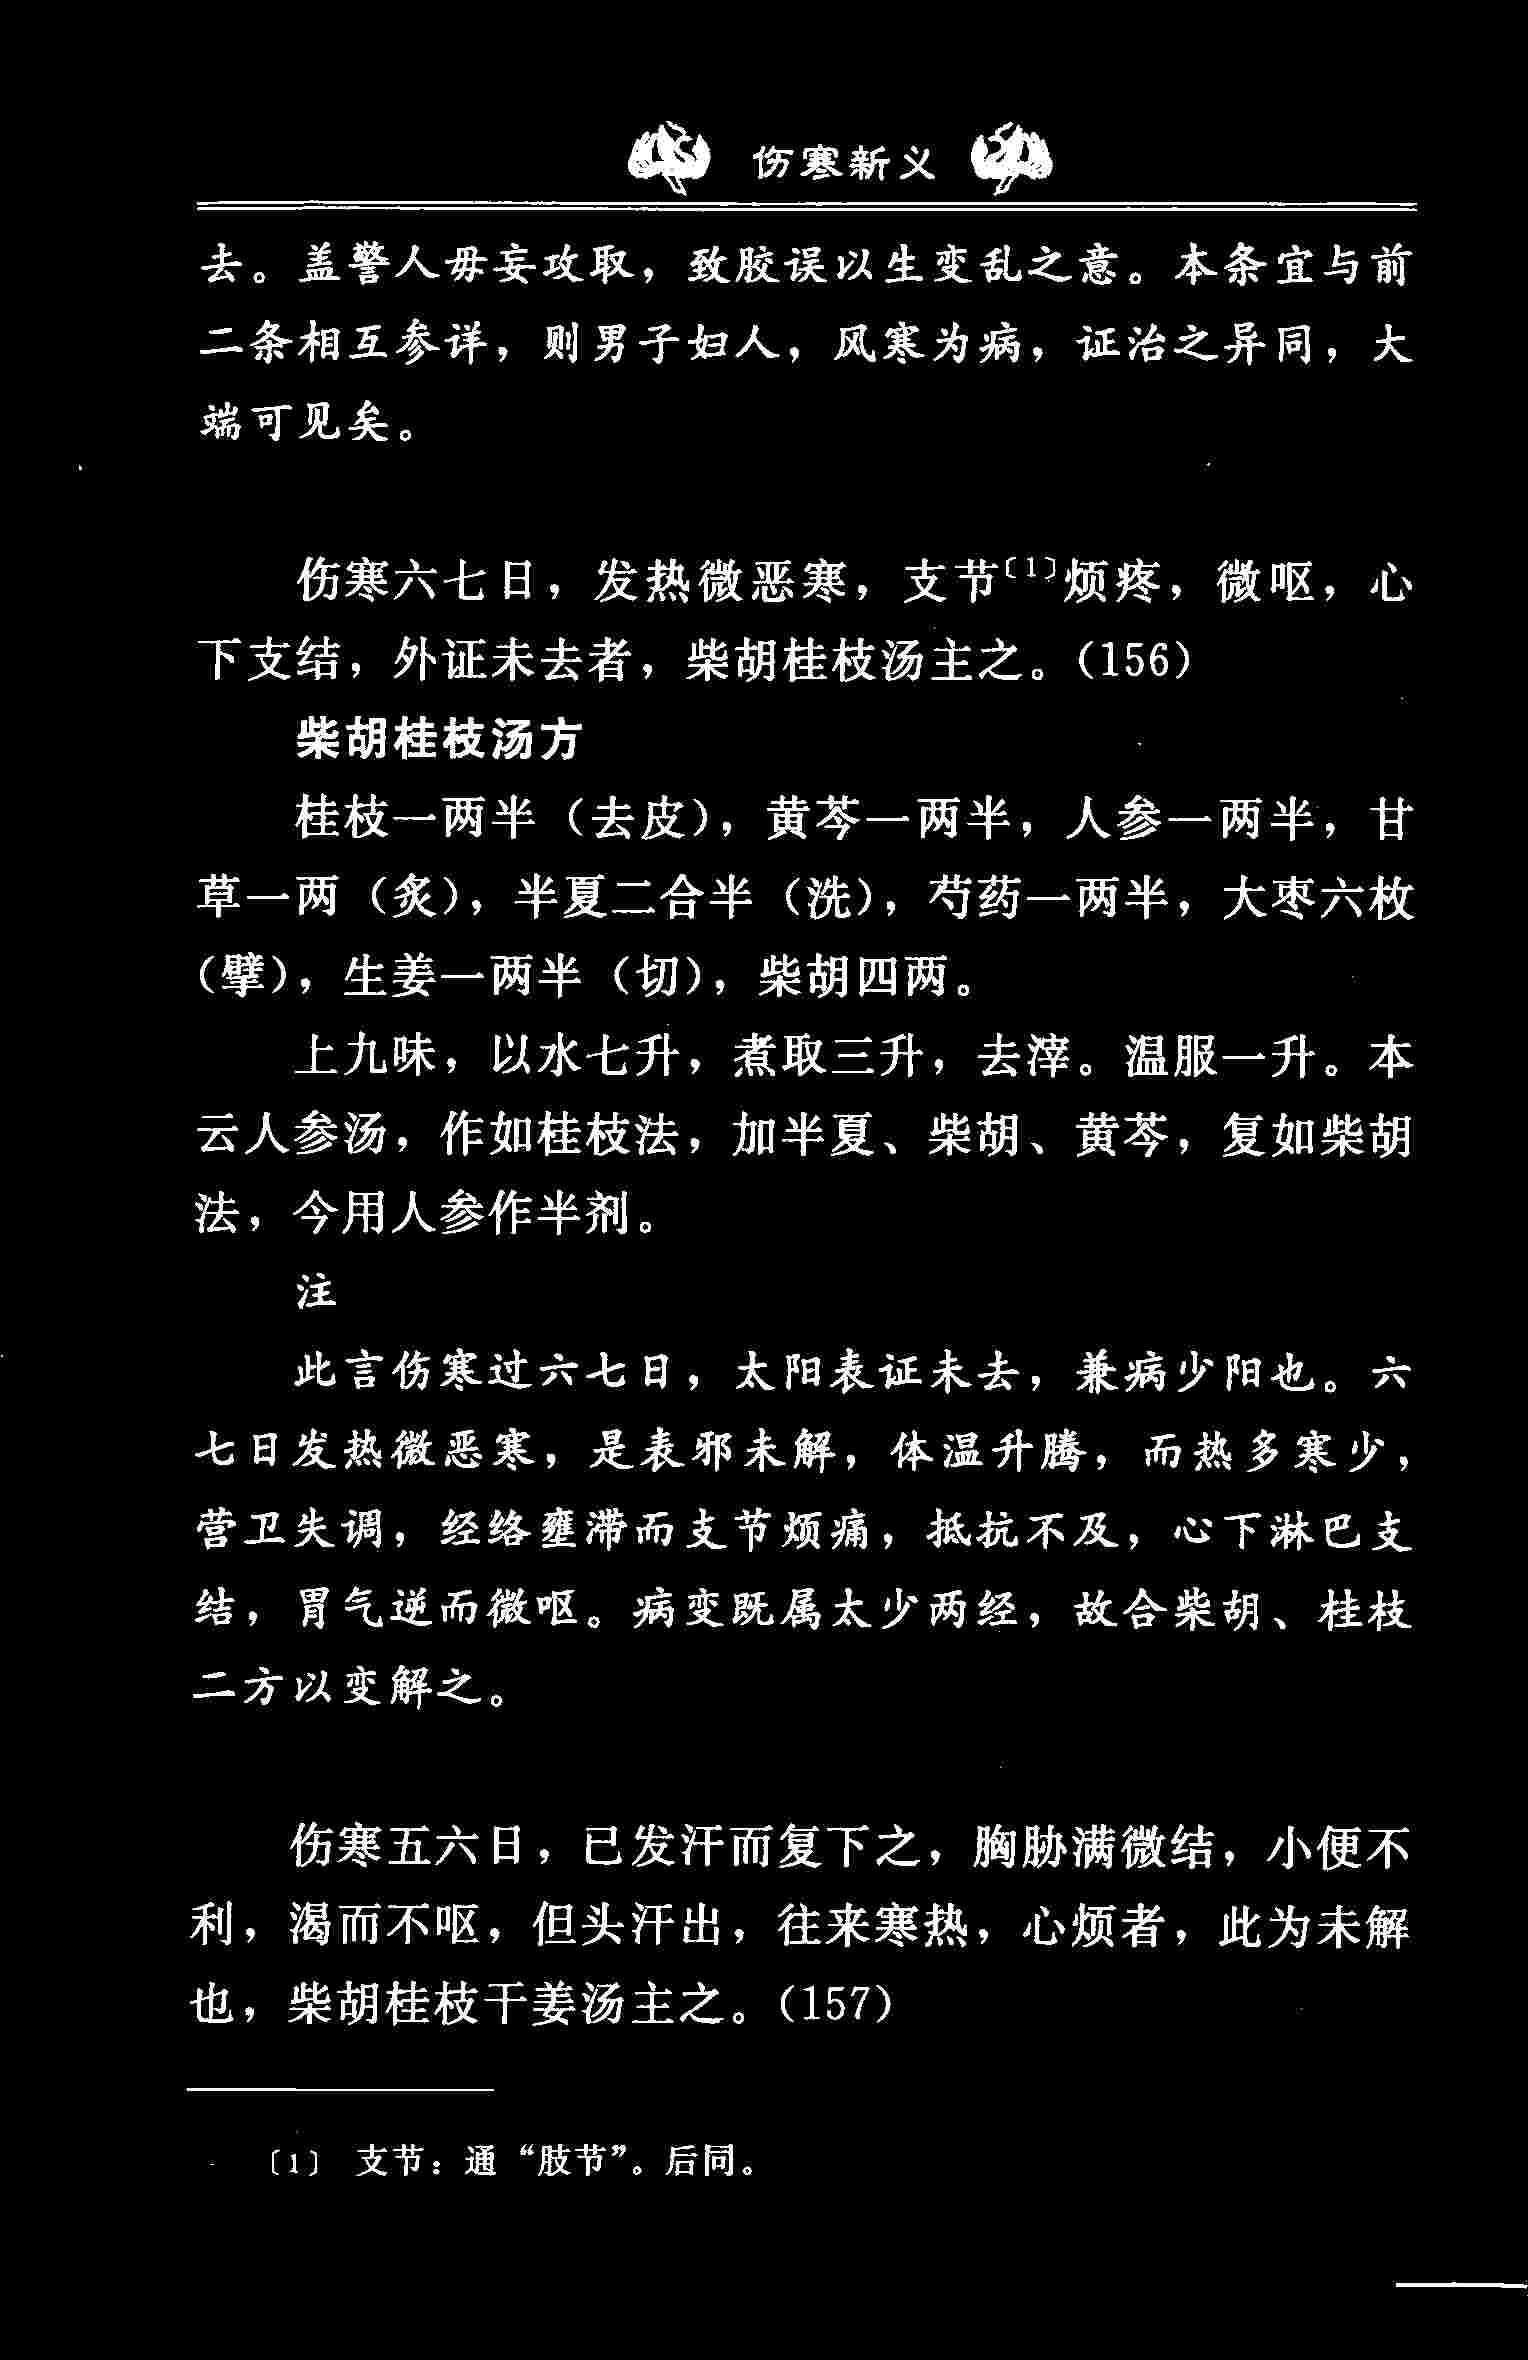 伤寒新义
去。盖警人毋妄攻取，致胶误以生变乱之意。本条宜与前
二条相互参详，则男子妇人，风寒为病，证治之异同，大
端可见矣。
伤寒六七日，发热微恶寒，支节〔1〕烦疼，微呕，心
下支结，外证未去者，柴胡桂枝汤主之。（156）
柴胡桂枝汤方
桂枝一两半（去皮），黄芩一两半，人参一两半，甘
草一两（炙），半夏二合半（洗），芍药一两半，大枣六枚
（擘），生姜一两半（切），柴胡四两。
上九味，以水七升，煮取三升，去滓。温服一升。本
云人参汤，作如桂枝法，加半夏、柴胡、黄芩，复如柴胡
法，今用人参作半剂。
注
此言伤寒过六七日，太阳表证未去，兼病少阳也。六
七日发热微恶寒，是表邪未解，体温升腾，而热多寒少，
营卫失调，经络壅滞而支节烦痛，抵抗不及，心下淋巴支
结，胃气逆而微呕。病变既属太少两经，故合柴胡、桂枝
二方以变解之。
伤寒五六日，已发汗而复下之，胸胁满微结，小便不
利，渴而不呕，但头汗出，往来寒热，心烦者，此为未解
也，柴胡桂枝干姜汤主之。（157）
〔1〕 支节：通“肢节”。后同。